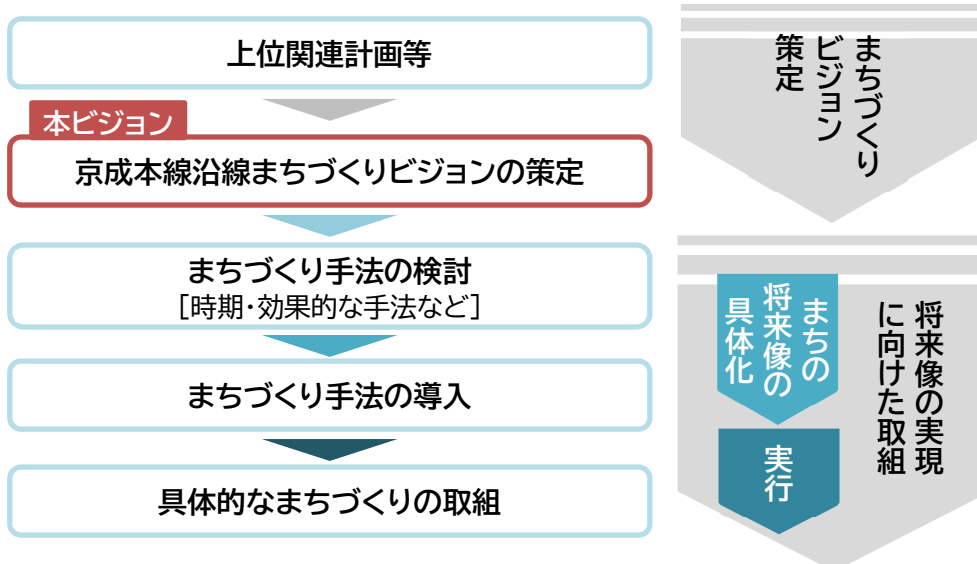 上位関連計画等
本ビジョン
京成本線沿線まちづくりビジョンの策定
まちづくり手法の検討
［時期・効果的な手法など］
まちづくり手法の導入
具体的なまちづくりの取組
まちづくり
ビジョン
策定
将来像の実現
に向けた取組
まちの
将来像の
具体化
実行